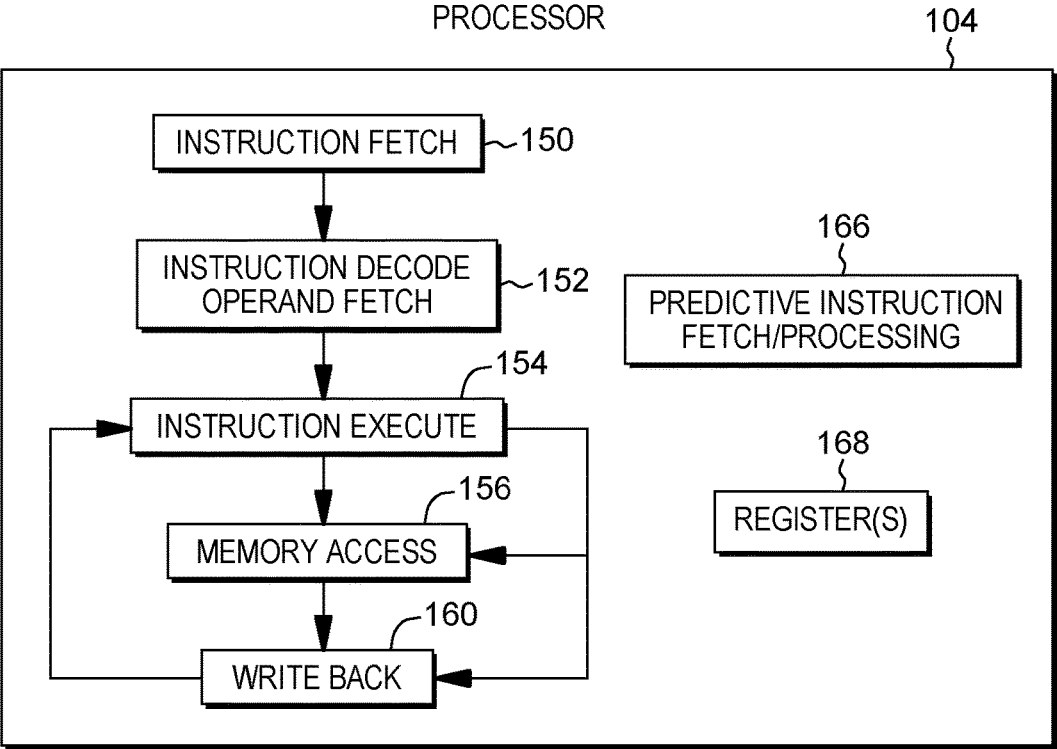 PROCESSOR
104
INSTRUCTION FETCH
150
INSTRUCTION DECODE
OPERAND FETCH
152
154
INSTRUCTION EXECUTE
156
MEMORY ACCESS
160
WRITE BACK
166
PREDICTIVE INSTRUCTION
FETCH/PROCESSING
168
REGISTER(S)